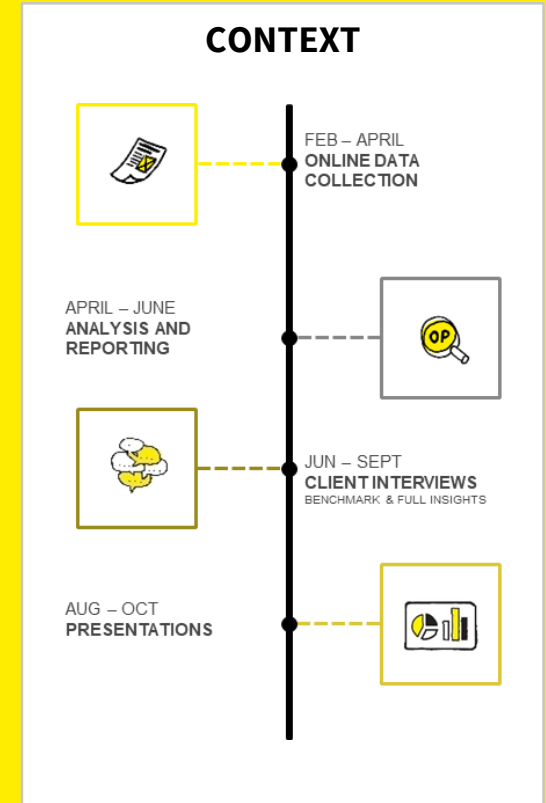 CONTEXT
FEB – APRIL
ONLINE DATA
COLLECTION
APRIL – JUNE
ANALYSIS AND
REPORTING
OP
JUN – SEPT
CLIENT INTERVIEWS
BENCHMARK & FULL INSIGHTS
AUG – OCT
PRESENTATIONS